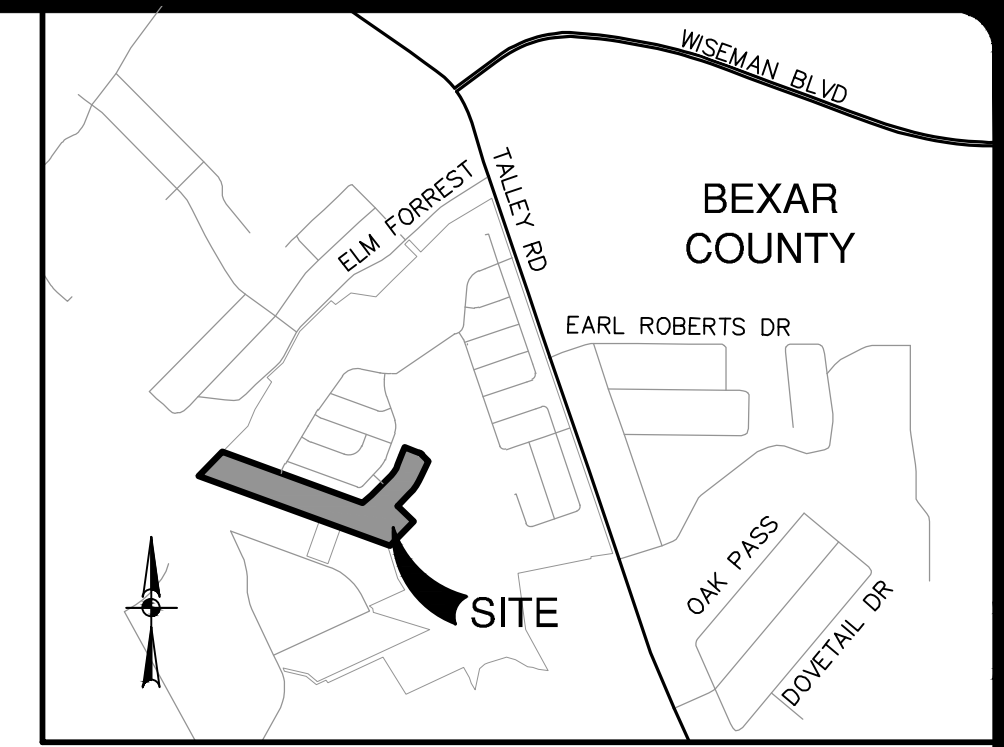 WISEMAN BLVD
TALLEY RD
ELM FORREST
BEXAR
COUNTY
EARL ROBERTS DR
OAK PASS
DOVETAIL DR
SITE